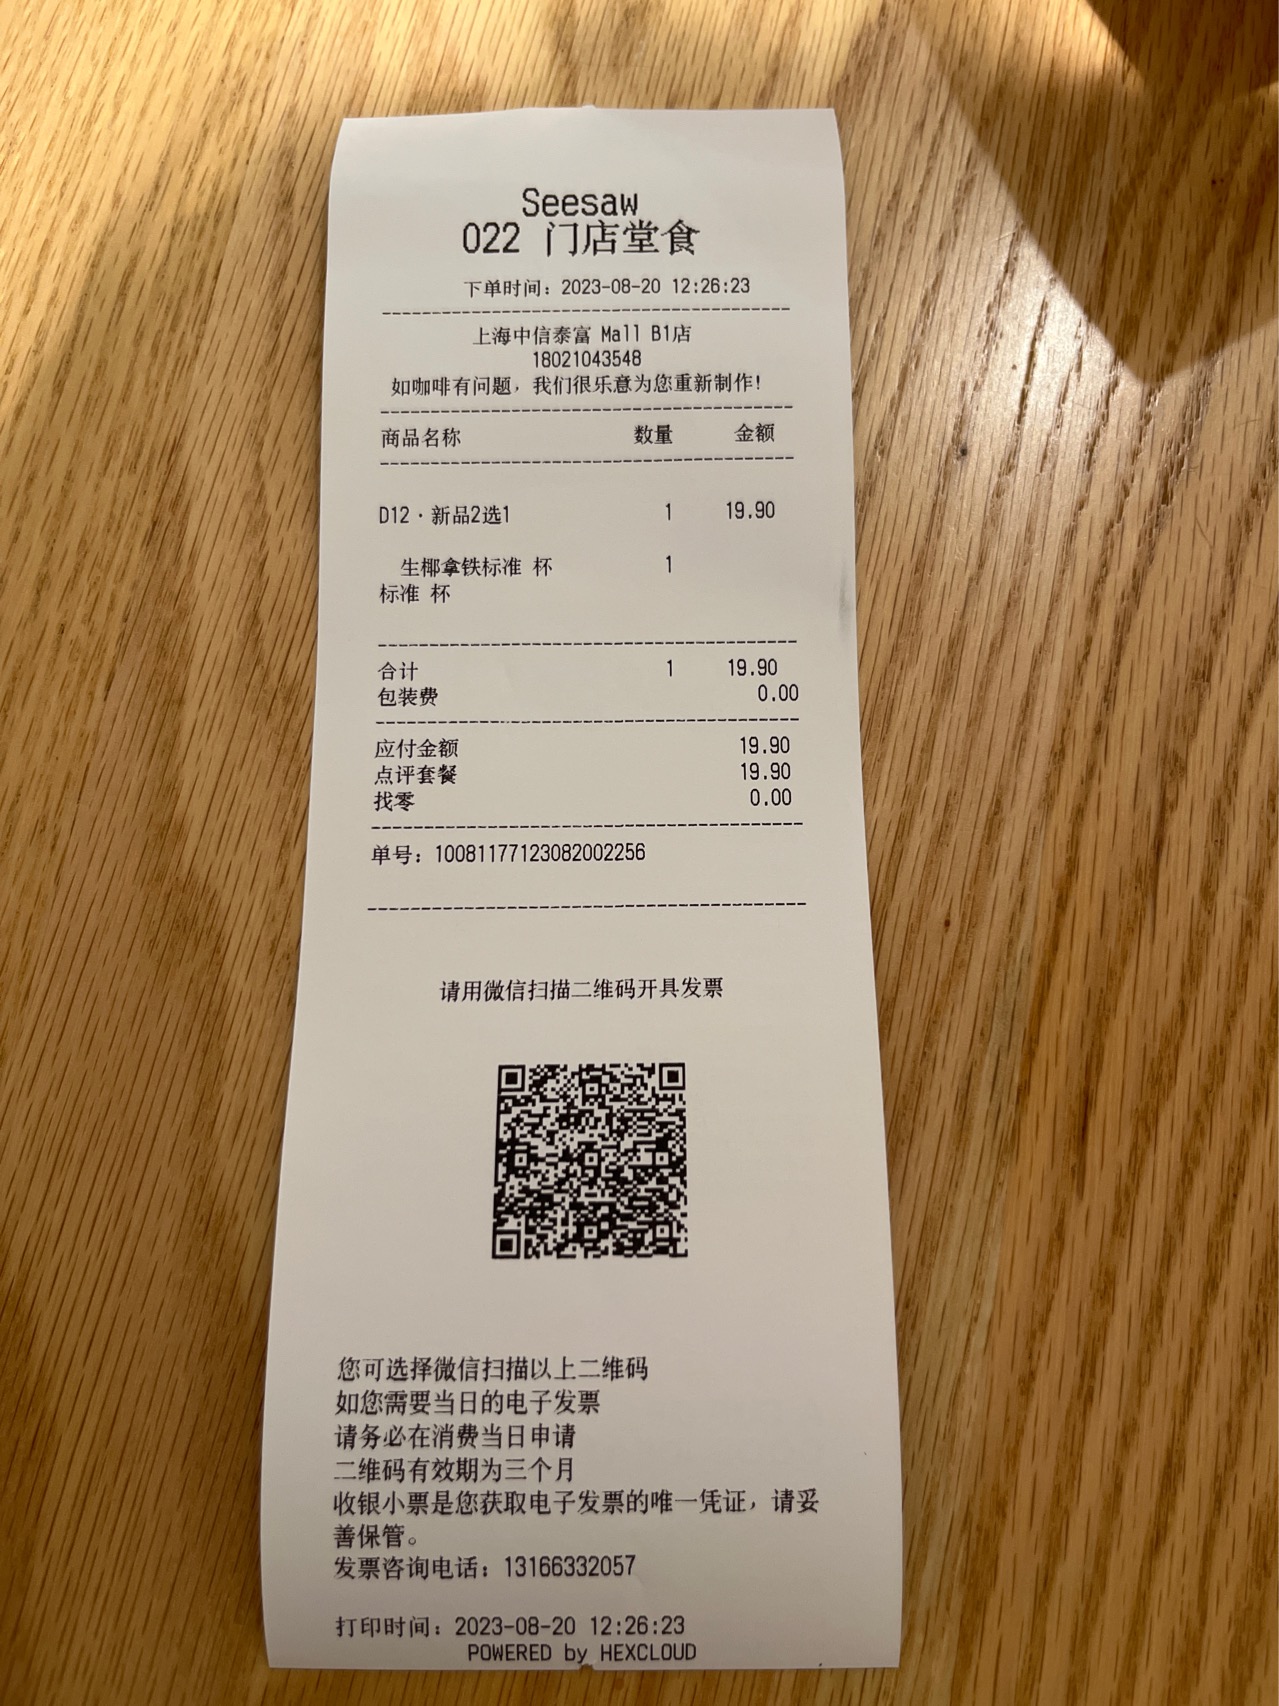 Seesaw
022 门店堂食
下单时间：2023-08-20 12:26:23
上海中信泰富 Mall B1店
18021043548
如咖啡有问题，我们很乐意为您重新制作！
商品名称 数量 金额
D12·新品2选1 1 19.90
生椰拿铁标准 杯 1
标准 杯
合计 1 19.90
包装费 0.00
应付金额 19.90
点评套餐 19.90
找零 0.00
单号：10081177123082002256
请用微信扫描二维码开具发票
您可选择微信扫描以上二维码
如您需要当日的电子发票
请务必在消费当日申请
二维码有效期为三个月
收银小票是您获取电子发票的唯一凭证，请妥
善保管。
发票咨询电话：13166332057
打印时间：2023-08-20 12:26:23
POWERED by HEXCLOUD